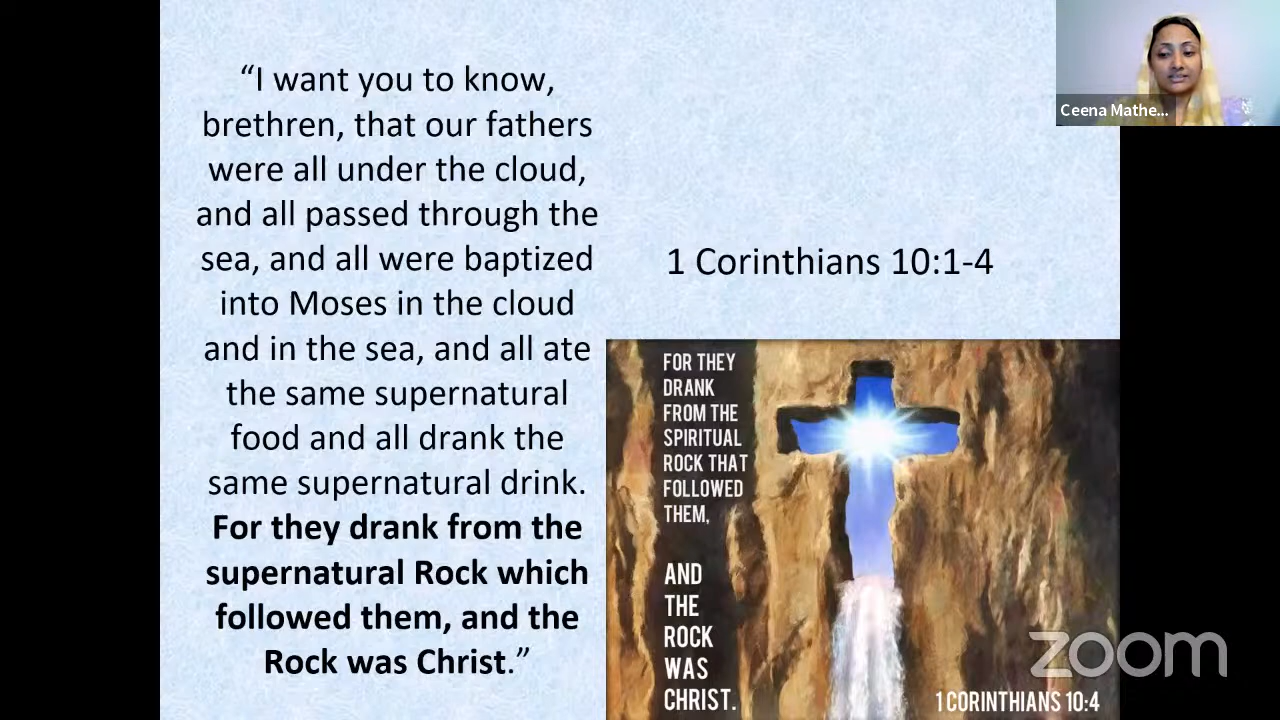 “I want you to know,
brethren, that our fathers
were all under the cloud,
and all passed through the
sea, and all were baptized
into Moses in the cloud
and in the sea, and all ate
the same supernatural
food and all drank the
same supernatural drink.
For they drank from the
supernatural Rock which
followed them, and the
Rock was Christ.”
1 Corinthians 10:1-4
FOR THEY
DRANK
FROM THE
SPIRITUAL
ROCK THAT
FOLLOWED
THEM,
AND
THE
ROCK
WAS
CHRIST.
1 CORINTHIANS 10:4
Ceena Mathe...
zoom